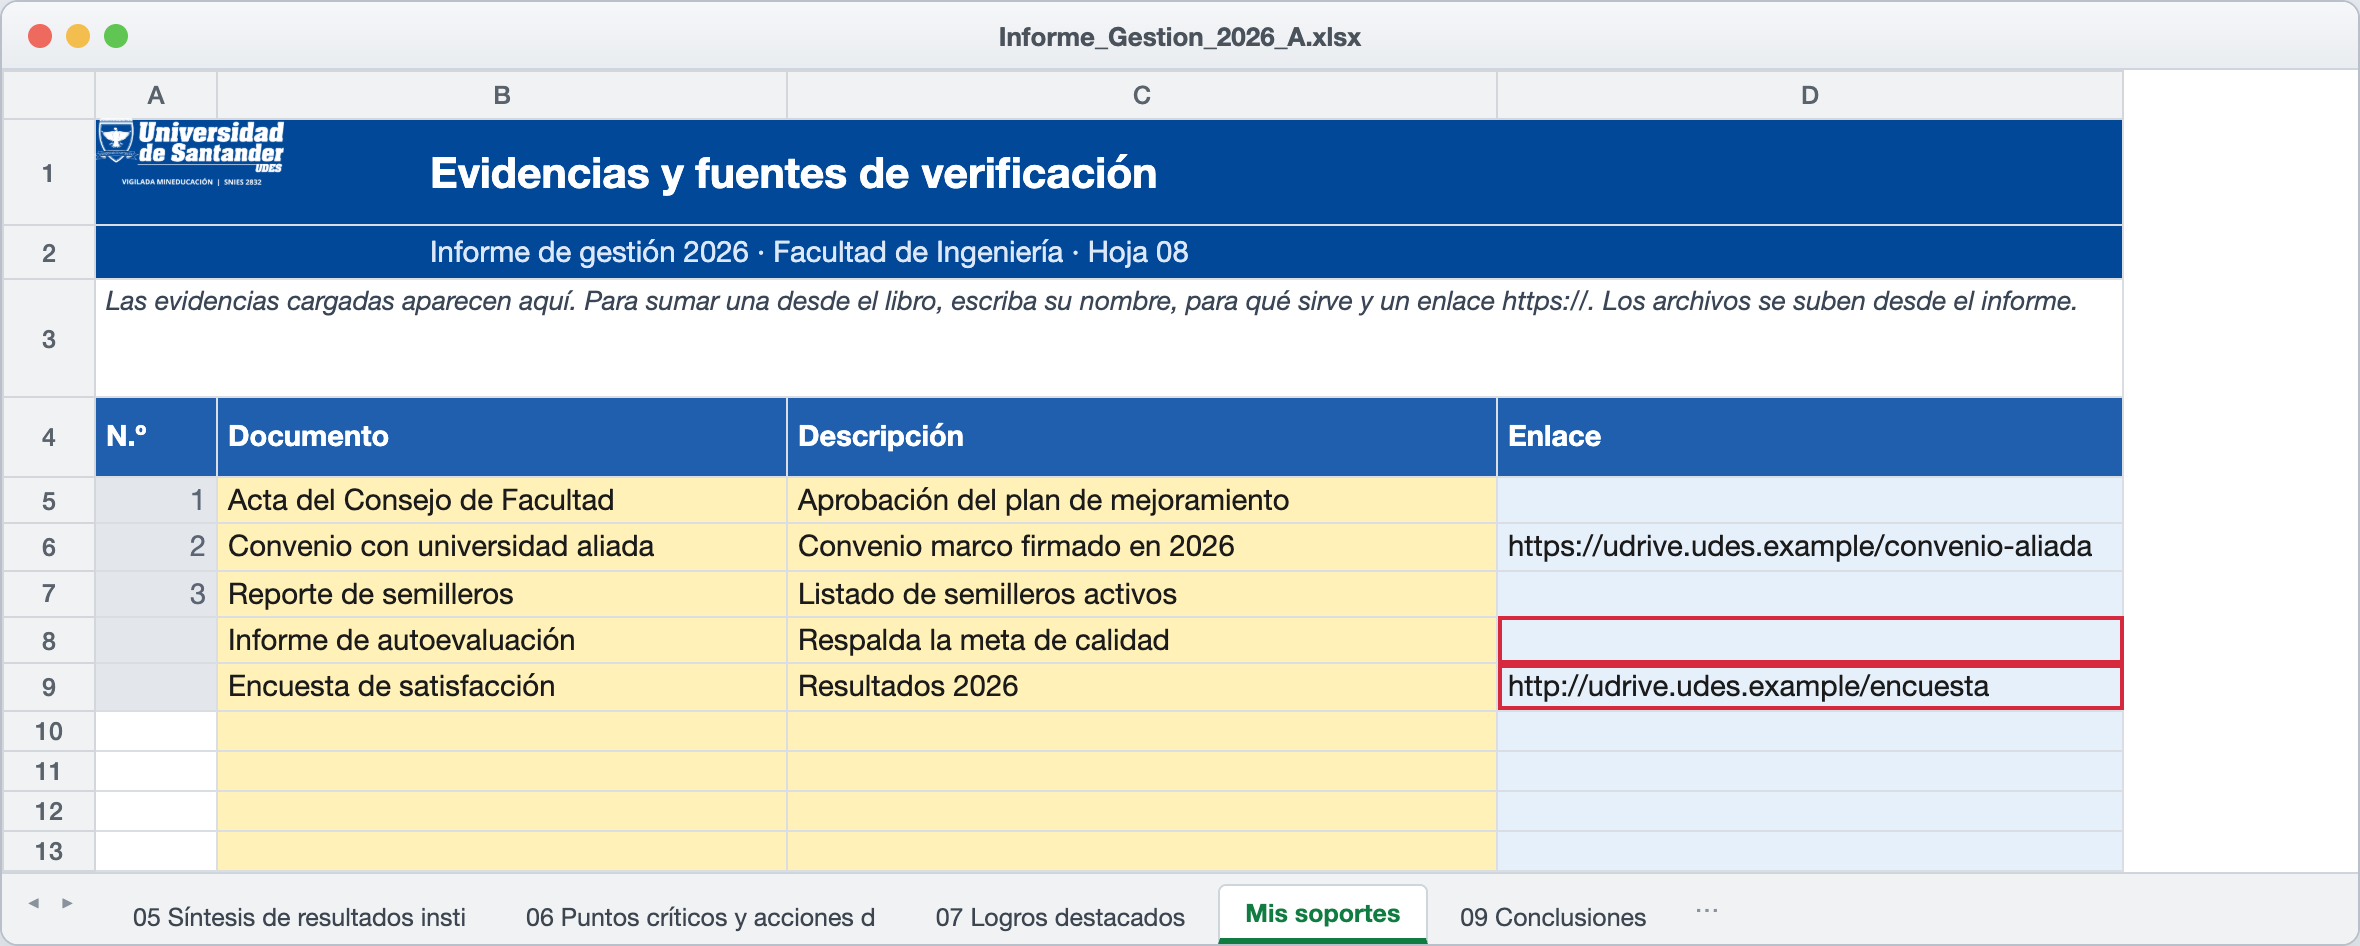 Informe_Gestion_2026_A.xlsx
A B C D
1 Universidad de Santander UDES
VIGILADA MINEDUCACIÓN | SNIES 2832
Evidencias y fuentes de verificación
2 Informe de gestión 2026 · Facultad de Ingeniería · Hoja 08
3 Las evidencias cargadas aparecen aquí. Para sumar una desde el libro, escriba su nombre, para qué sirve y un enlace https://. Los archivos se suben desde el informe.
4 N.º Documento Descripción Enlace
5 1 Acta del Consejo de Facultad Aprobación del plan de mejoramiento
6 2 Convenio con universidad aliada Convenio marco firmado en 2026 https://udrive.udes.example/convenio-aliada
7 3 Reporte de semilleros Listado de semilleros activos
8 Informe de autoevaluación Respalda la meta de calidad
9 Encuesta de satisfacción Resultados 2026 http://udrive.udes.example/encuesta
10
11
12
13
05 Síntesis de resultados insti 06 Puntos críticos y acciones d 07 Logros destacados Mis soportes 09 Conclusiones ...